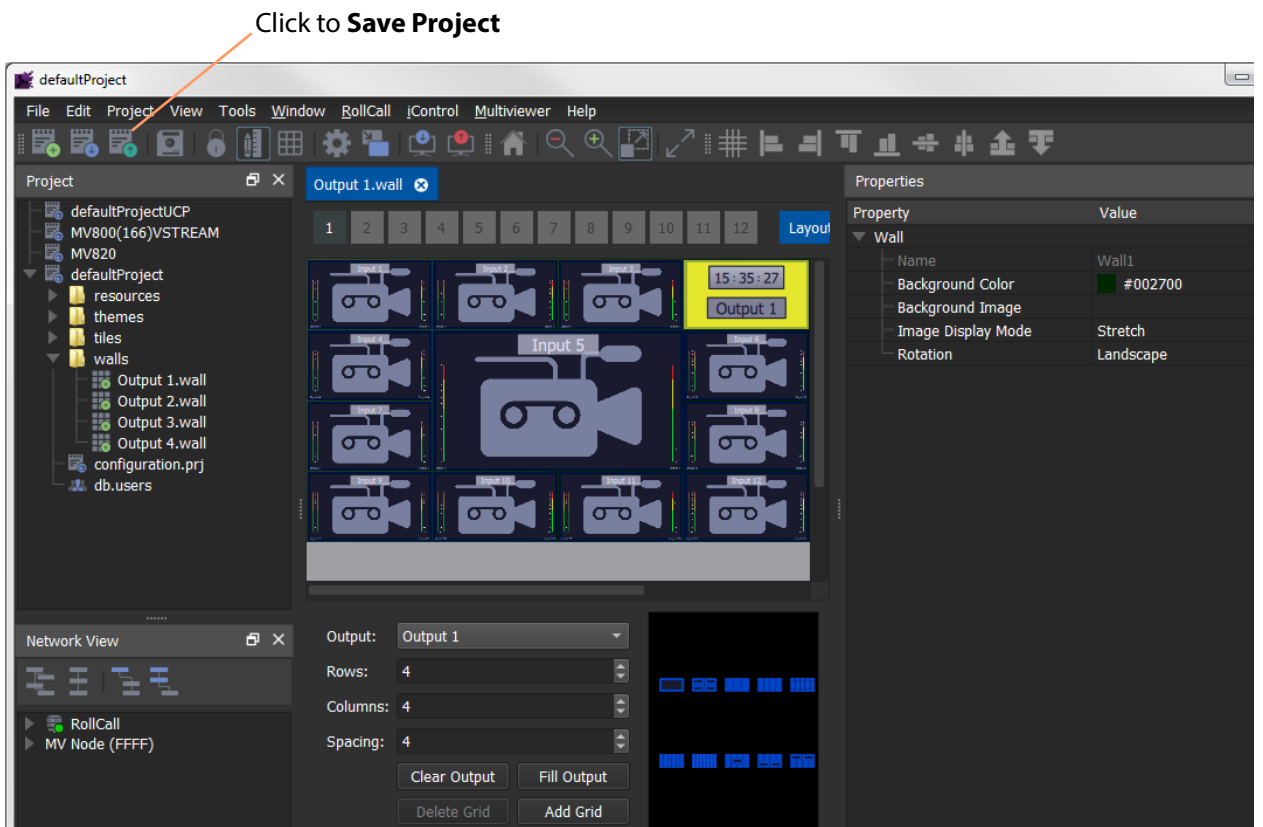 Click to Save Project
defaultProject
File Edit Project View Tools Window RollCall iControl Multiviewer Help
Project
defaultProjectUCP
MV800(166)VSTREAM
MV820
defaultProject
resources
themes
tiles
walls
Output 1.wall
Output 2.wall
Output 3.wall
Output 4.wall
configuration.prj
db.users
Network View
RollCall
MV Node (FFFF)
Output 1.wall
1 2 3 4 5 6 7 8 9 10 11 12 Layout
Input 1 Input 2 Input 3 15:35:27
Output 1
Input 4 Input 5 Input 6
Input 7 Input 8
Input 9 Input 10 Input 11 Input 12
Output: Output 1
Rows: 4
Columns: 4
Spacing: 4
Clear Output Fill Output
Delete Grid Add Grid
Properties
Property Value
Wall
Name Wall1
Background Color #002700
Background Image
Image Display Mode Stretch
Rotation Landscape